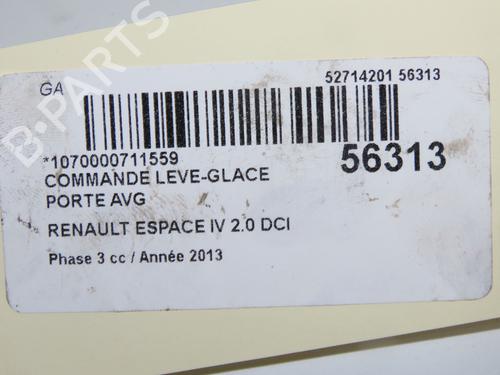 GA
52714201 56313
*1070000711559
56313
COMMANDE LEVE-GLACE
PORTE AVG
RENAULT ESPACE IV 2.0 DCI
Phase 3 cc / Année 2013
B-PARTS